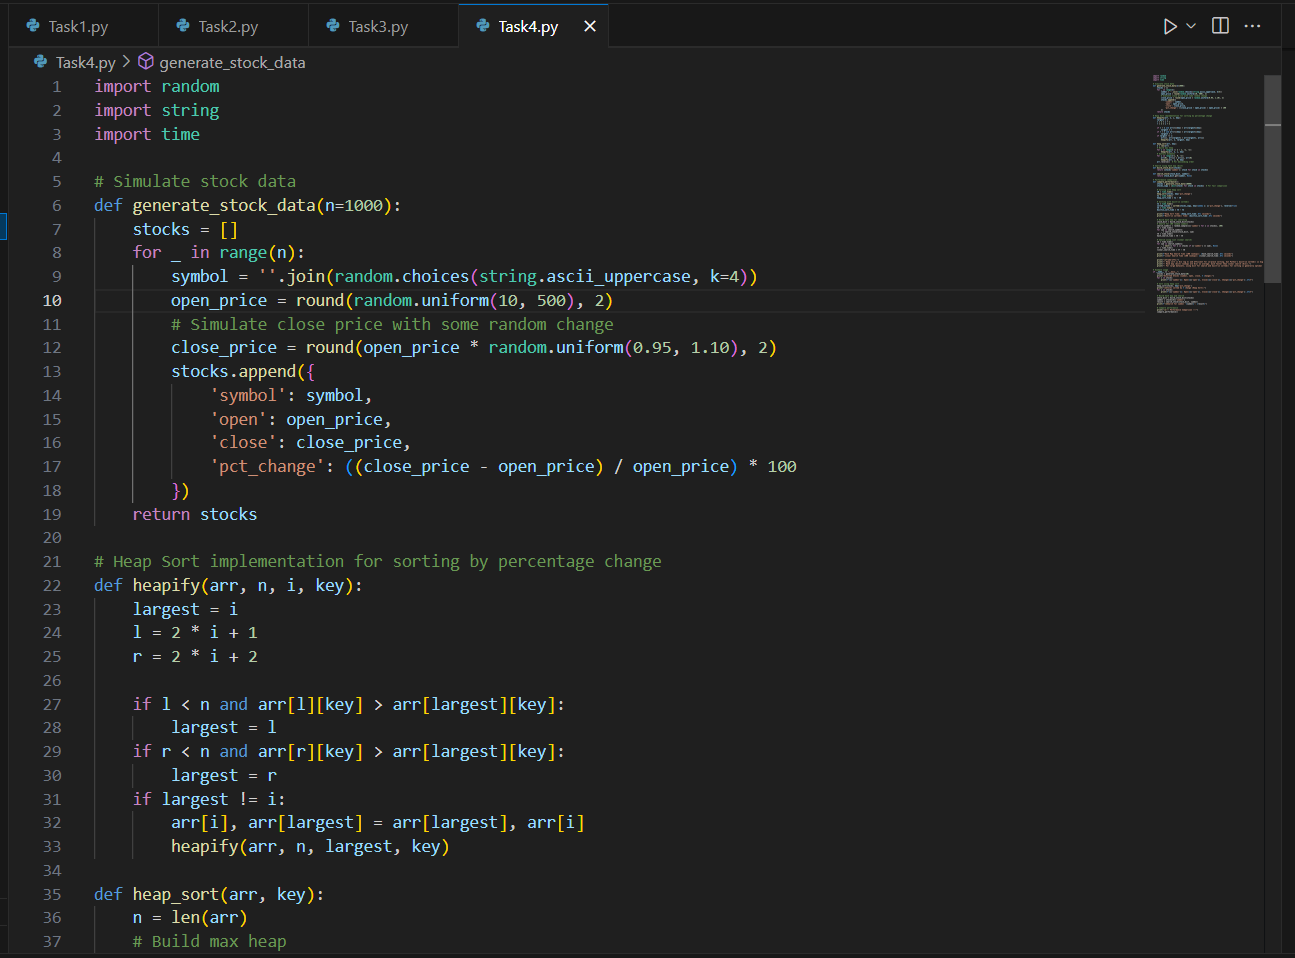 Task1.py
Task2.py
Task3.py
Task4.py
Task4.py > generate_stock_data
1 import random
2 import string
3 import time
4
5 # Simulate stock data
6 def generate_stock_data(n=1000):
7     stocks = []
8     for _ in range(n):
9         symbol = ''.join(random.choices(string.ascii_uppercase, k=4))
10         open_price = round(random.uniform(10, 500), 2)
11         # Simulate close price with some random change
12         close_price = round(open_price * random.uniform(0.95, 1.10), 2)
13         stocks.append({
14             'symbol': symbol,
15             'open': open_price,
16             'close': close_price,
17             'pct_change': ((close_price - open_price) / open_price) * 100
18         })
19     return stocks
20
21 # Heap Sort implementation for sorting by percentage change
22 def heapify(arr, n, i, key):
23     largest = i
24     l = 2 * i + 1
25     r = 2 * i + 2
26
27     if l < n and arr[l][key] > arr[largest][key]:
28         largest = l
29     if r < n and arr[r][key] > arr[largest][key]:
30         largest = r
31     if largest != i:
32         arr[i], arr[largest] = arr[largest], arr[i]
33         heapify(arr, n, largest, key)
34
35 def heap_sort(arr, key):
36     n = len(arr)
37     # Build max heap